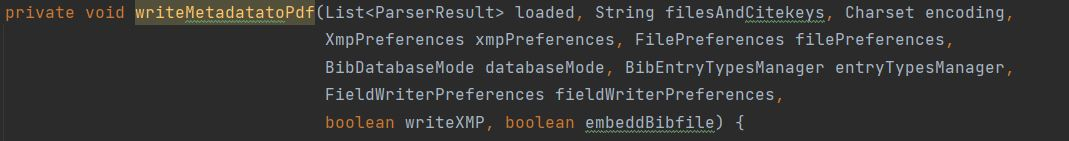 private void writeMetadatatoPdf(List<ParserResult> loaded, String filesAndCitekeys, Charset encoding,
XmpPreferences xmpPreferences, FilePreferences filePreferences,
BibDatabaseMode databaseMode, BibEntryTypesManager entryTypesManager,
FieldWriterPreferences fieldWriterPreferences,
boolean writeXMP, boolean embeddBibfile) {